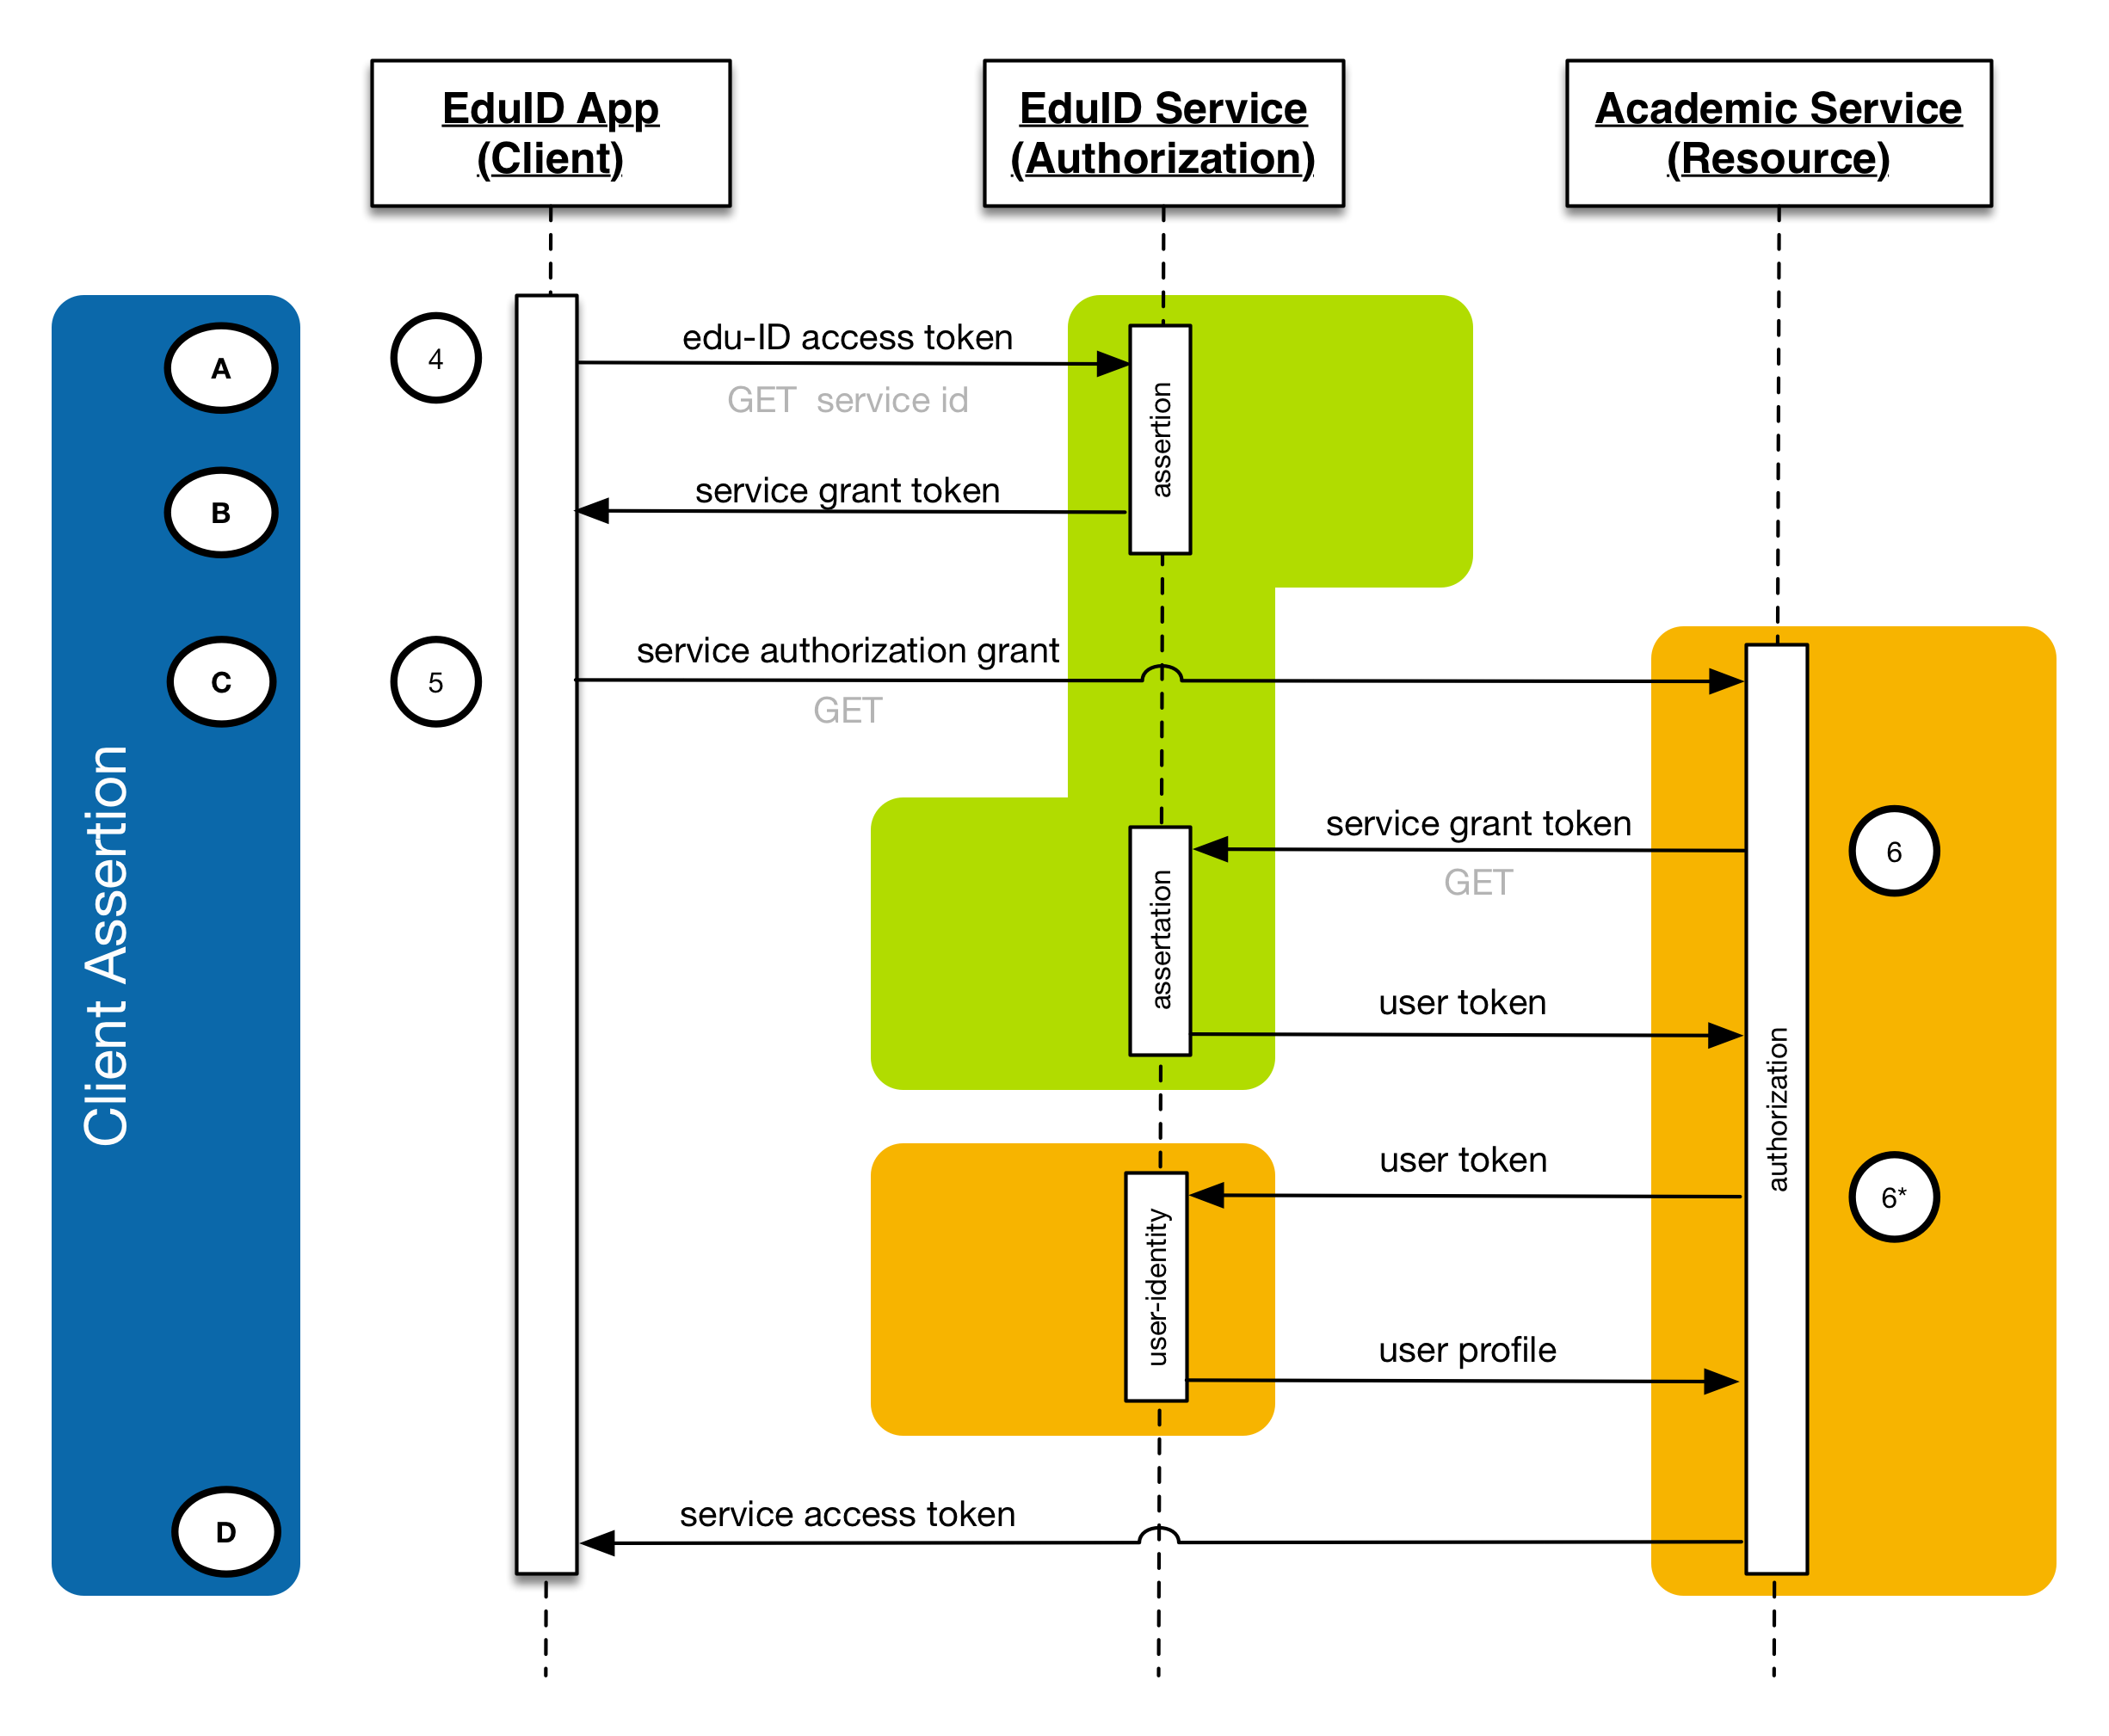 EduID App
(Client)
EduID Service
(Authorization)
Academic Service
(Resource)
A
4
edu-ID access token
GET service id
assertion
B
service grant token
C
5
service authorization grant
GET
Client Assertion
service grant token
6
GET
assertation
user token
authorization
user token
6*
user-identity
user profile
D
service access token